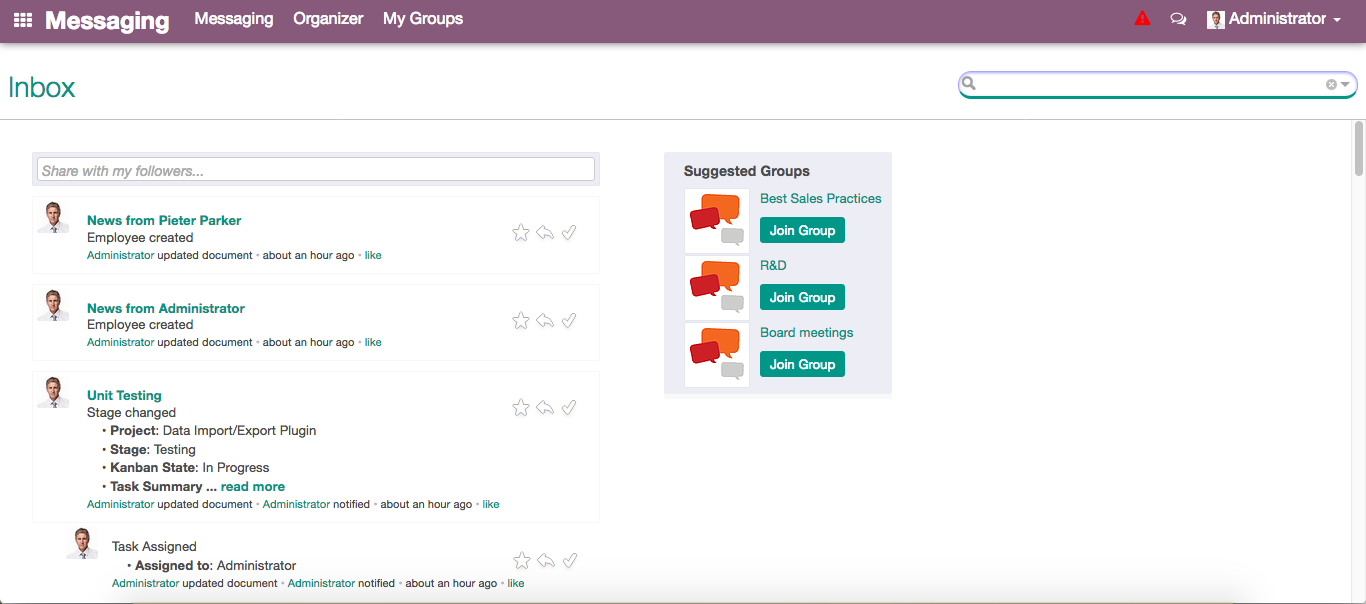 Messaging Messaging Organizer My Groups Administrator
Inbox
Share with my followers...
News from Pieter Parker
Employee created
Administrator updated document • about an hour ago • like
News from Administrator
Employee created
Administrator updated document • about an hour ago • like
Unit Testing
Stage changed
• Project: Data Import/Export Plugin
• Stage: Testing
• Kanban State: In Progress
• Task Summary ... read more
Administrator updated document • Administrator notified • about an hour ago • like
Task Assigned
• Assigned to: Administrator
Administrator updated document • Administrator notified • about an hour ago • like
Suggested Groups
Best Sales Practices
Join Group
R&D
Join Group
Board meetings
Join Group